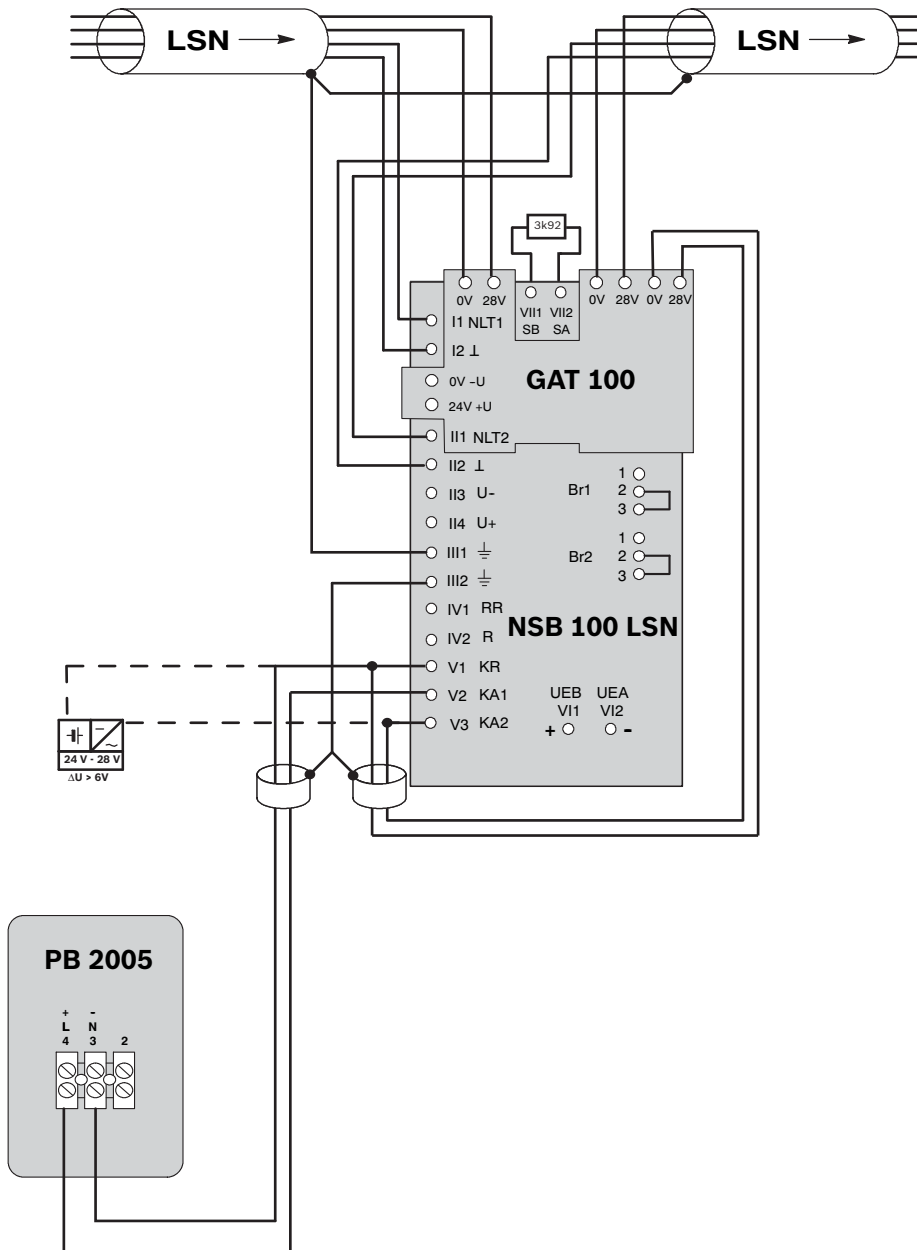 LSN
LSN
3k92
0V 28V
VII1 VII2
SB SA
0V 28V 0V 28V
I1 NLT1
I2 ⊥
0V -U
24V +U
GAT 100
II1 NLT2
II2 ⊥
II3 U-
II4 U+
III1 ⏚
III2 ⏚
IV1 RR
IV2 R
V1 KR
V2 KA1
V3 KA2
Br1
1
2
3
Br2
1
2
3
NSB 100 LSN
UEB UEA
VI1 VI2
+ -
24 V - 28 V
ΔU > 6V
PB 2005
+ -
L N
4 3 2